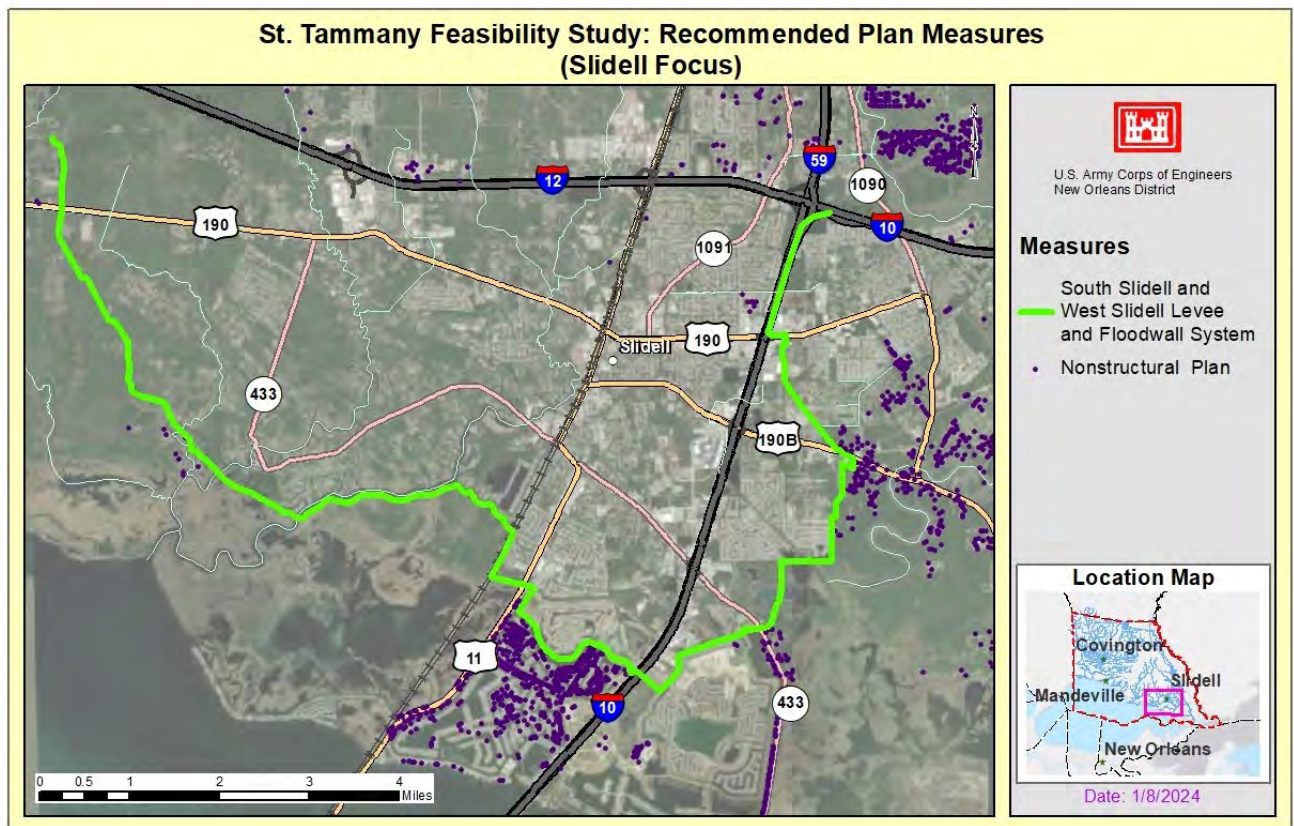 St. Tammany Feasibility Study: Recommended Plan Measures
(Slidell Focus)
N
59
12
1090
190
10
1091
190
Slidell
433
190B
11
10
433
0 0.5 1 2 3 4
Miles
U.S. Army Corps of Engineers
New Orleans District
Measures
South Slidell and
West Slidell Levee
and Floodwall System
Nonstructural Plan
Location Map
Covington
Slidell
Mandeville
New Orleans
Date: 1/8/2024